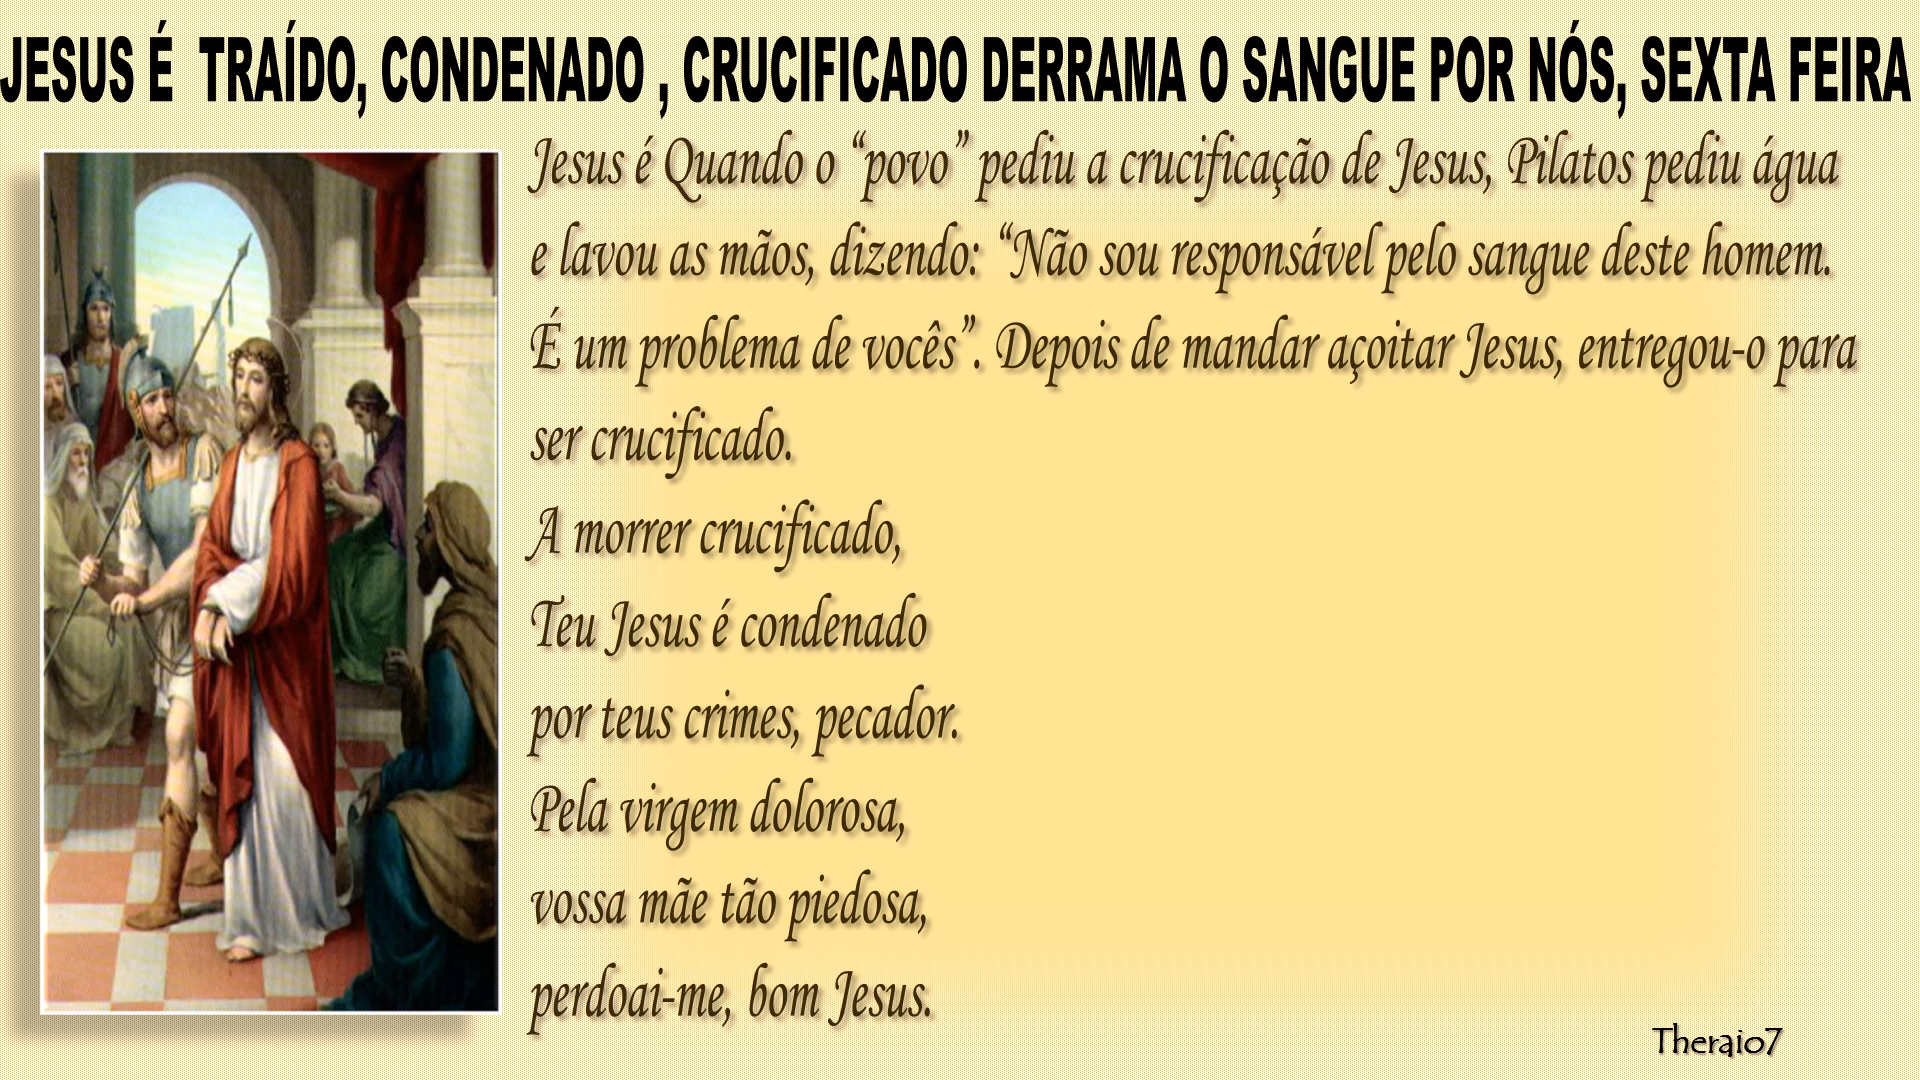 JESUS É TRAÍDO, CONDENADO , CRUCIFICADO DERRAMA O SANGUE POR NÓS, SEXTA FEIRA
Jesus é Quando o “povo” pediu a crucificação de Jesus, Pilatos pediu água
e lavou as mãos, dizendo: “Não sou responsável pelo sangue deste homem.
É um problema de vocês”. Depois de mandar açoitar Jesus, entregou-o para
ser crucificado.
A morrer crucificado,
Teu Jesus é condenado
por teus crimes, pecador.
Pela virgem dolorosa,
vossa mãe tão piedosa,
perdoai-me, bom Jesus.
Theraio7